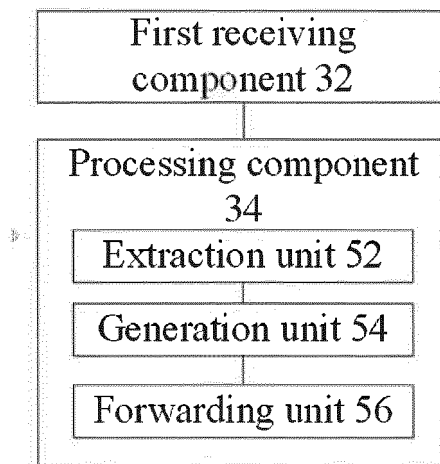 First receiving
component 32
Processing component
34
Extraction unit 52
Generation unit 54
Forwarding unit 56